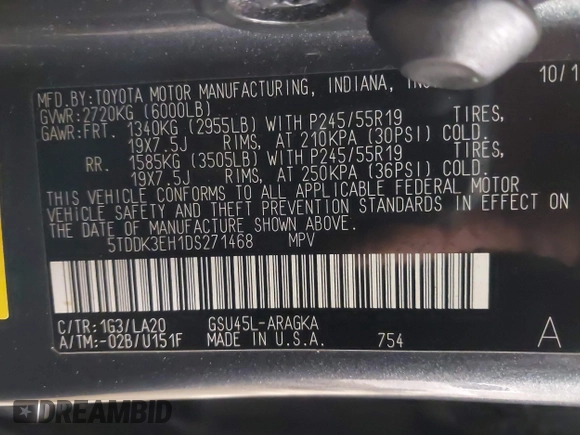 MFD.BY:TOYOTA MOTOR MANUFACTURING, INDIANA, 10/1
GVWR:2720KG (6000LB)
GAWR:FRT. 1340KG (2955LB) WITH P245/55R19 TIRES,
19X7.5J RIMS, AT 210KPA (30PSI) COLD.
RR. 1585KG (3505LB) WITH P245/55R19 TIRES,
19X7.5J RIMS, AT 250KPA (36PSI) COLD.
THIS VEHICLE CONFORMS TO ALL APPLICABLE FEDERAL MOTOR
VEHICLE SAFETY AND THEFT PREVENTION STANDARDS IN EFFECT ON
THE DATE OF MANUFACTURE SHOWN ABOVE.
5TDDK3EH1DS271468 MPV
C/TR:1G3/LA20 GSU45L-ARAGKA
A/TM:-02B/U151F MADE IN U.S.A. 754 A
DREAMBID